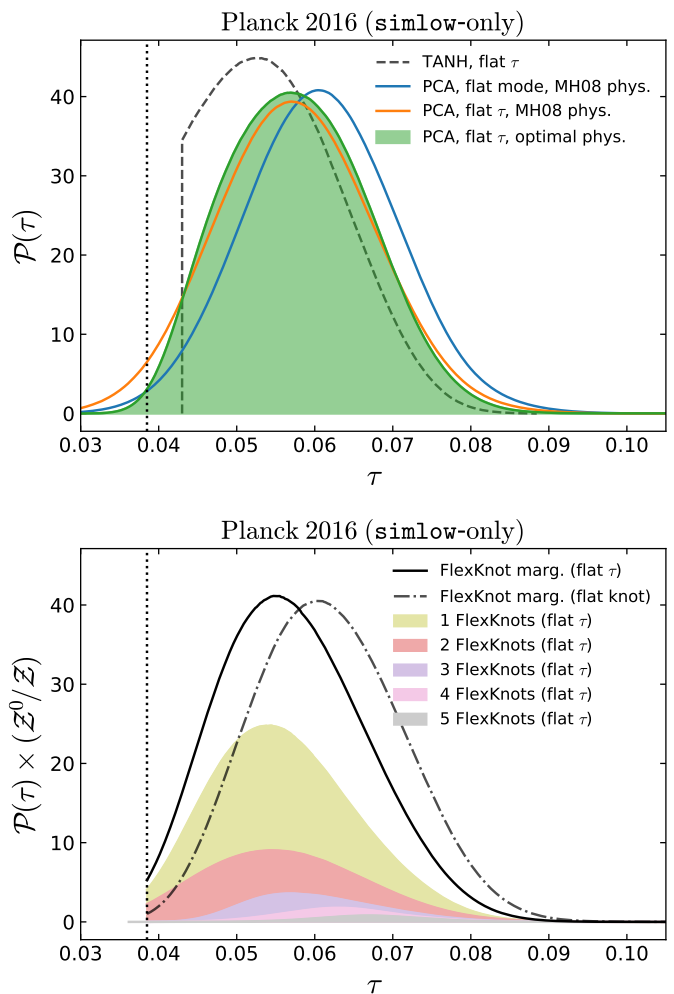 Planck 2016 (simlow-only)
TANH, flat τ
PCA, flat mode, MH08 phys.
PCA, flat τ, MH08 phys.
PCA, flat τ, optimal phys.
𝒫(τ)
40
30
20
10
0
0.03 0.04 0.05 0.06 0.07 0.08 0.09 0.10
τ
Planck 2016 (simlow-only)
FlexKnot marg. (flat τ)
FlexKnot marg. (flat knot)
1 FlexKnots (flat τ)
2 FlexKnots (flat τ)
3 FlexKnots (flat τ)
4 FlexKnots (flat τ)
5 FlexKnots (flat τ)
𝒫(τ) × (𝒵⁰/𝒵)
40
30
20
10
0
0.03 0.04 0.05 0.06 0.07 0.08 0.09 0.10
τ